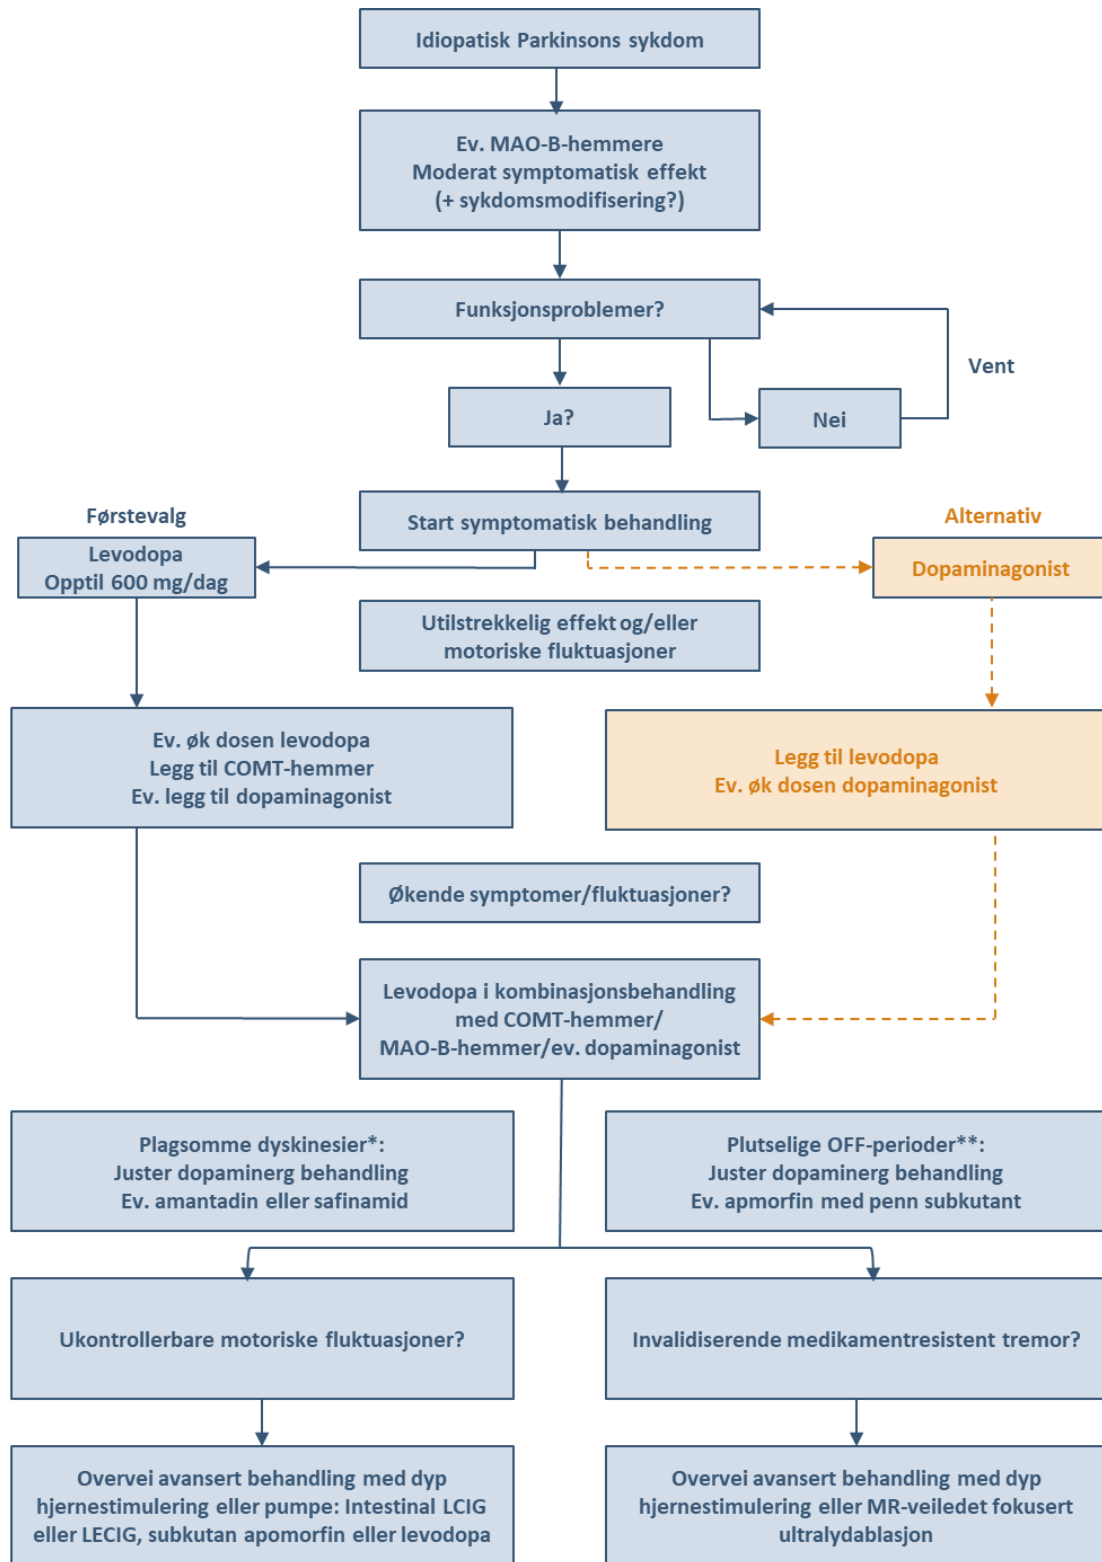 Idiopatisk Parkinsons sykdom
Ev. MAO-B-hemmere
Moderat symptomatisk effekt
(+ sykdomsmodifisering?)
Funksjonsproblemer?
Vent
Ja?
Nei
Start symptomatisk behandling
Førstevalg
Levodopa
Opptil 600 mg/dag
Alternativ
Dopaminagonist
Utilstrekkelig effekt og/eller
motoriske fluktuasjoner
Ev. øk dosen levodopa
Legg til COMT-hemmer
Ev. legg til dopaminagonist
Legg til levodopa
Ev. øk dosen dopaminagonist
Økende symptomer/fluktuasjoner?
Levodopa i kombinasjonsbehandling
med COMT-hemmer/
MAO-B-hemmer/ev. dopaminagonist
Plagsomme dyskinesier*:
Juster dopaminerg behandling
Ev. amantadin eller safinamid
Plutselige OFF-perioder**:
Juster dopaminerg behandling
Ev. apmorfin med penn subkutant
Ukontrollerbare motoriske fluktuasjoner?
Invalidiserende medikamentresistent tremor?
Overvei avansert behandling med dyp
hjernestimulering eller pumpe: Intestinal LCIG
eller LECIG, subkutan apomorfin eller levodopa
Overvei avansert behandling med dyp
hjernestimulering eller MR-veiledet fokusert
ultralydablasjon